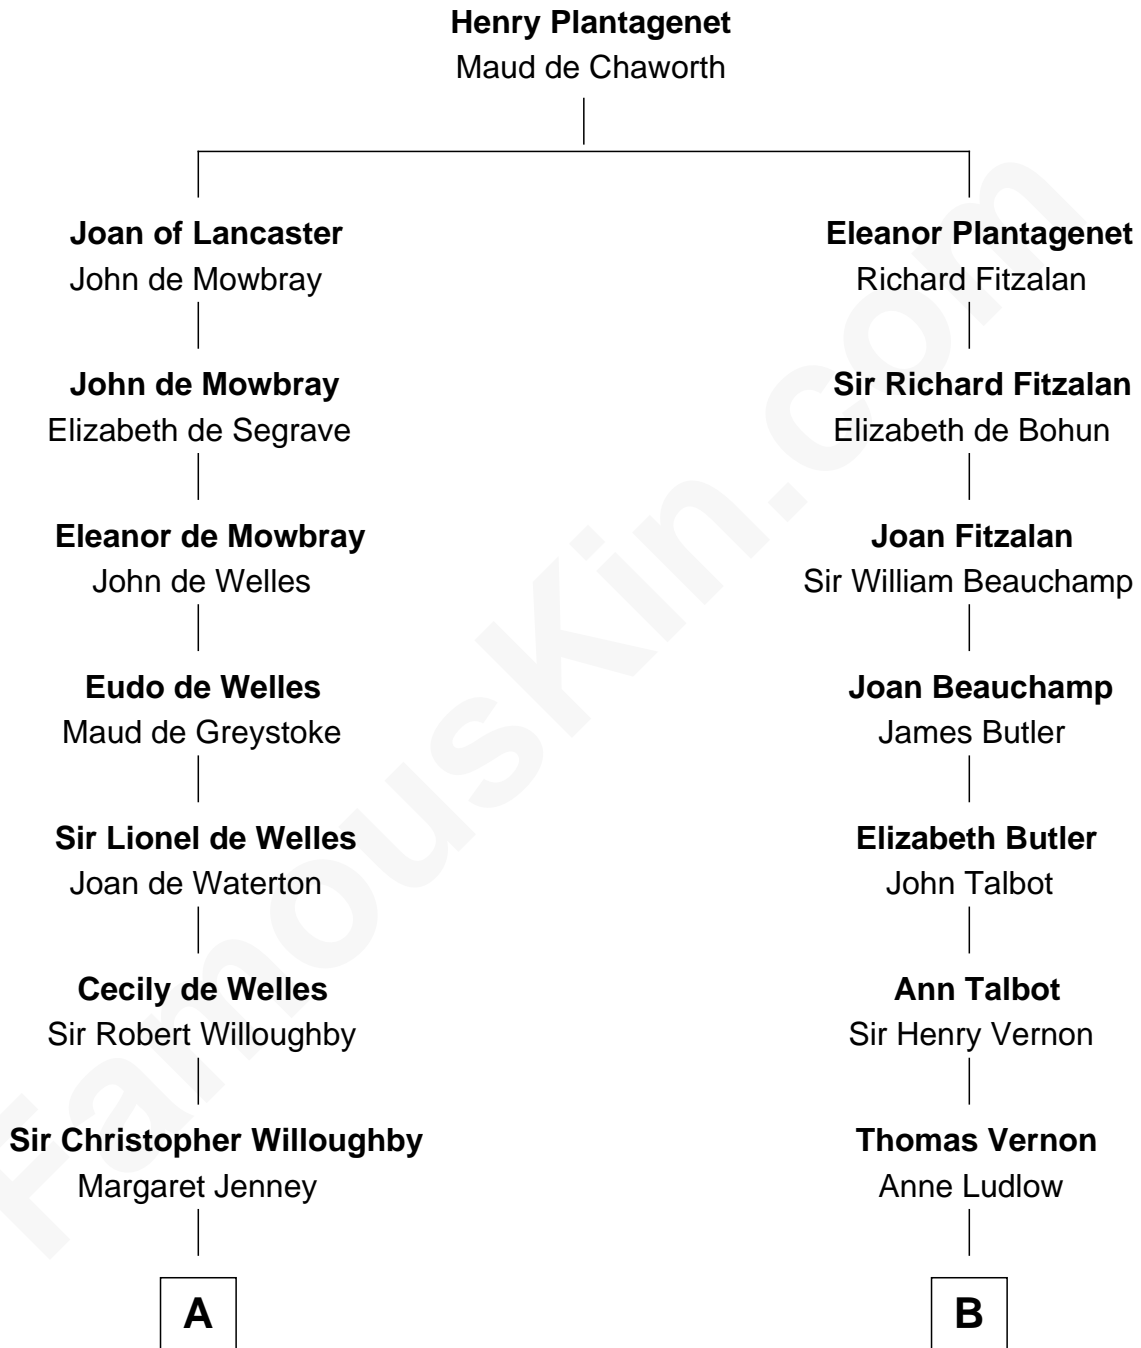 Henry Plantagenet
Maud de Chaworth
Joan of Lancaster
John de Mowbray
Eleanor Plantagenet
Richard Fitzalan
John de Mowbray
Elizabeth de Segrave
Sir Richard Fitzalan
Elizabeth de Bohun
Eleanor de Mowbray
John de Welles
Joan Fitzalan
Sir William Beauchamp
Eudo de Welles
Maud de Greystoke
Joan Beauchamp
James Butler
Sir Lionel de Welles
Joan de Waterton
Elizabeth Butler
John Talbot
Cecily de Welles
Sir Robert Willoughby
Ann Talbot
Sir Henry Vernon
Sir Christopher Willoughby
Margaret Jenney
Thomas Vernon
Anne Ludlow
A
B
FamousKin.com